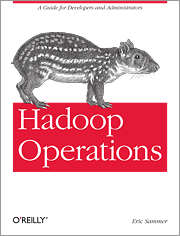 A Guide for Developers and Administrators
Hadoop
Operations
O'REILLY®
Eric Sammer